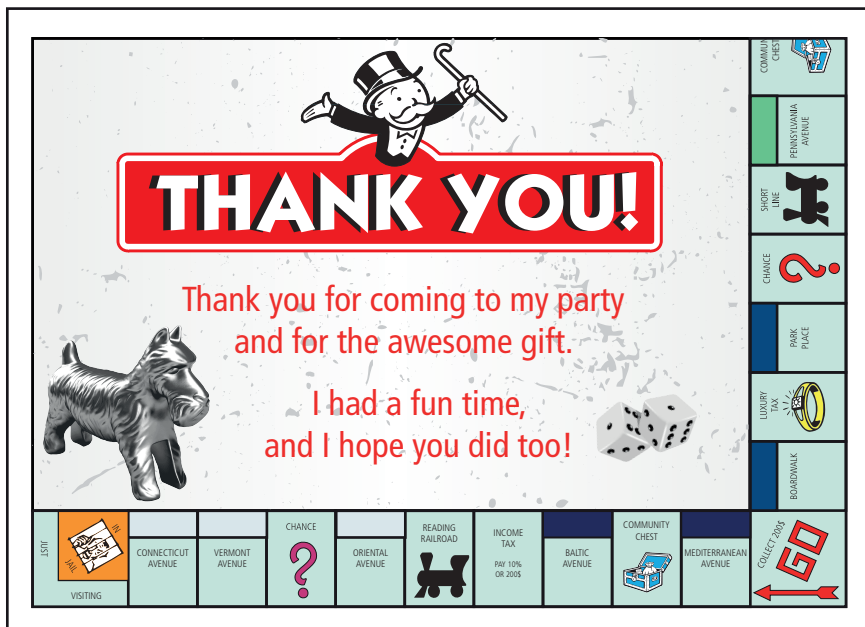 THANK YOU!
Thank you for coming to my party
and for the awesome gift.
I had a fun time,
and I hope you did too!
COMMUN
CHEST
PENNSYLVANIA
AVENUE
SHORT
LINE
CHANCE
PARK
PLACE
LUXURY
TAX
BOARDWALK
JUST
IN
JAIL
VISITING
CONNECTICUT
AVENUE
VERMONT
AVENUE
CHANCE
ORIENTAL
AVENUE
READING
RAILROAD
INCOME
TAX
PAY 10%
OR 200$
BALTIC
AVENUE
COMMUNITY
CHEST
MEDITERRANEAN
AVENUE
COLLECT 200$
GO